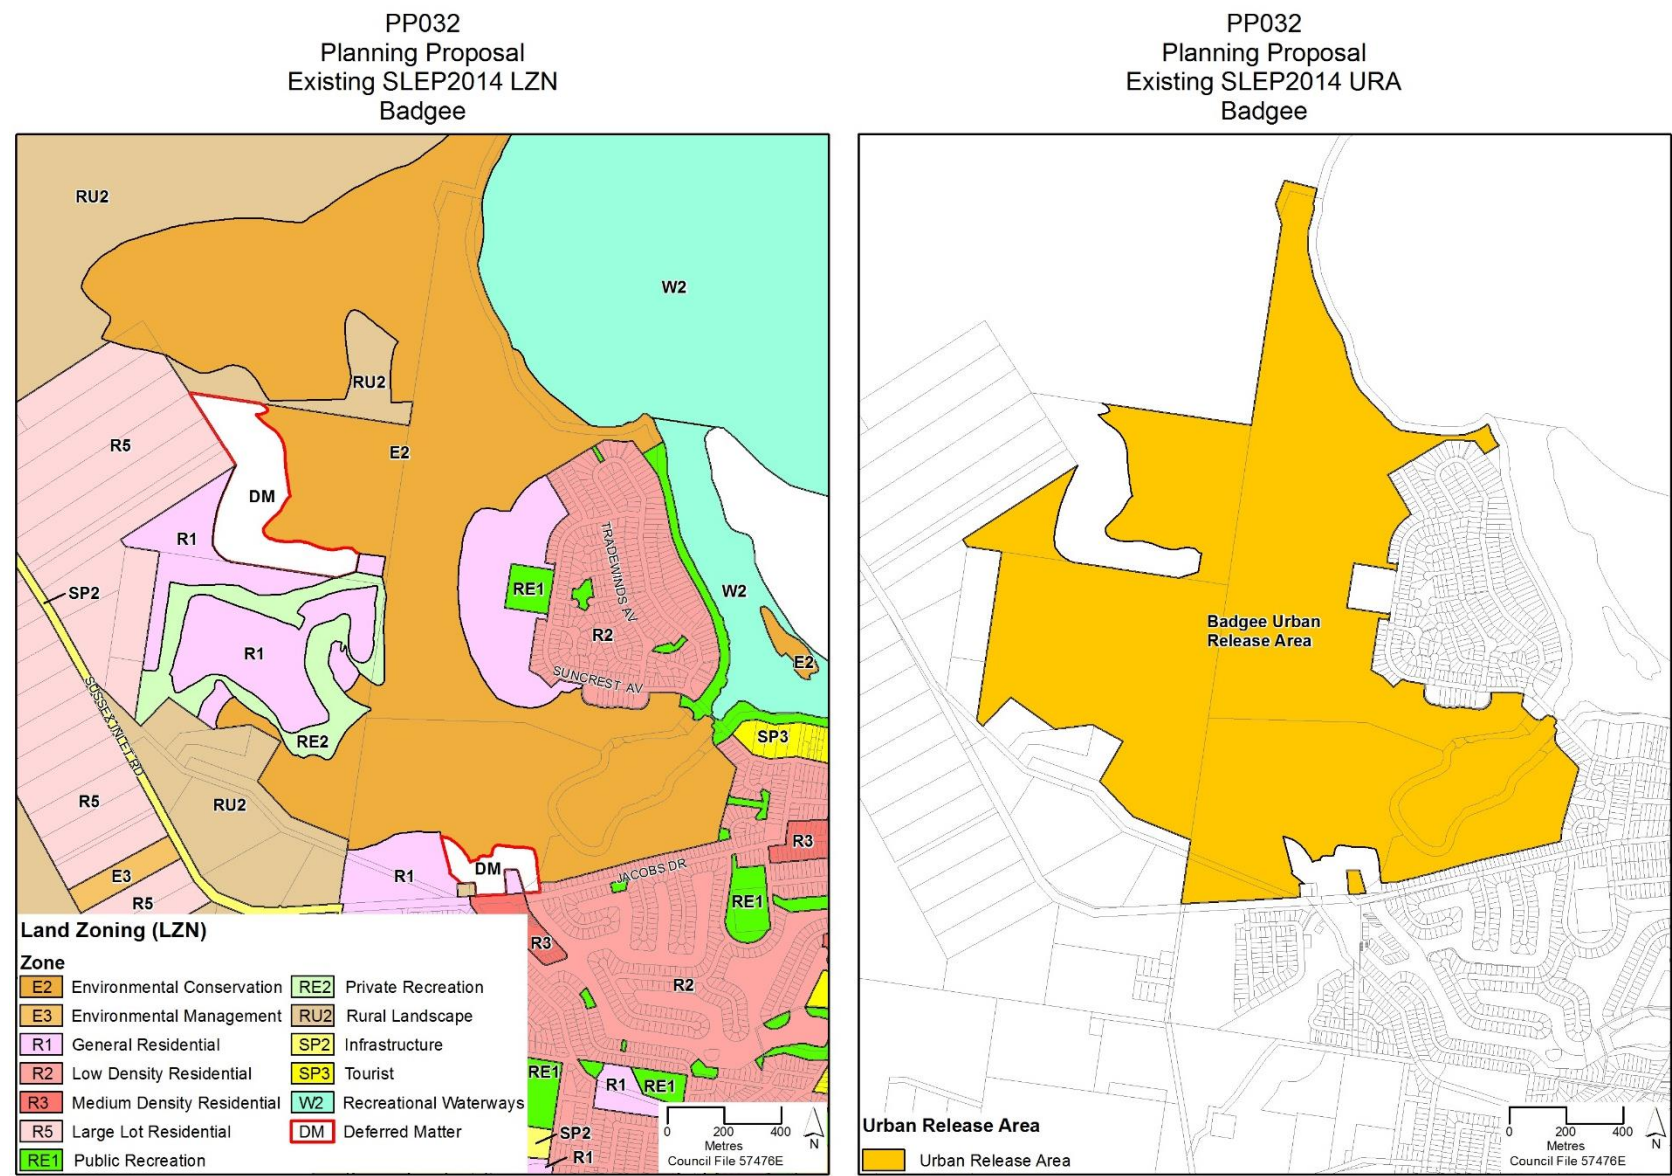 PP032
Planning Proposal
Existing SLEP2014 LZN
Badgee
RU2
W2
RU2
R5
E2
DM
R1
SP2
RE1
TRADEWINDS AV
W2
R2
R1
E2
SUNCREST AV
SUSSEX INLET RD
RE2
SP3
R5
RU2
R3
E3
R1
DM
JACOBS DR
R5
RE1
R3
R2
RE1
R1
RE1
SP2
R1
Land Zoning (LZN)
Zone
E2 Environmental Conservation
E3 Environmental Management
R1 General Residential
R2 Low Density Residential
R3 Medium Density Residential
R5 Large Lot Residential
RE1 Public Recreation
RE2 Private Recreation
RU2 Rural Landscape
SP2 Infrastructure
SP3 Tourist
W2 Recreational Waterways
DM Deferred Matter
0 200 400
Metres
Council File 57476E
N
PP032
Planning Proposal
Existing SLEP2014 URA
Badgee
Badgee Urban
Release Area
Urban Release Area
Urban Release Area
0 200 400
Metres
Council File 57476E
N